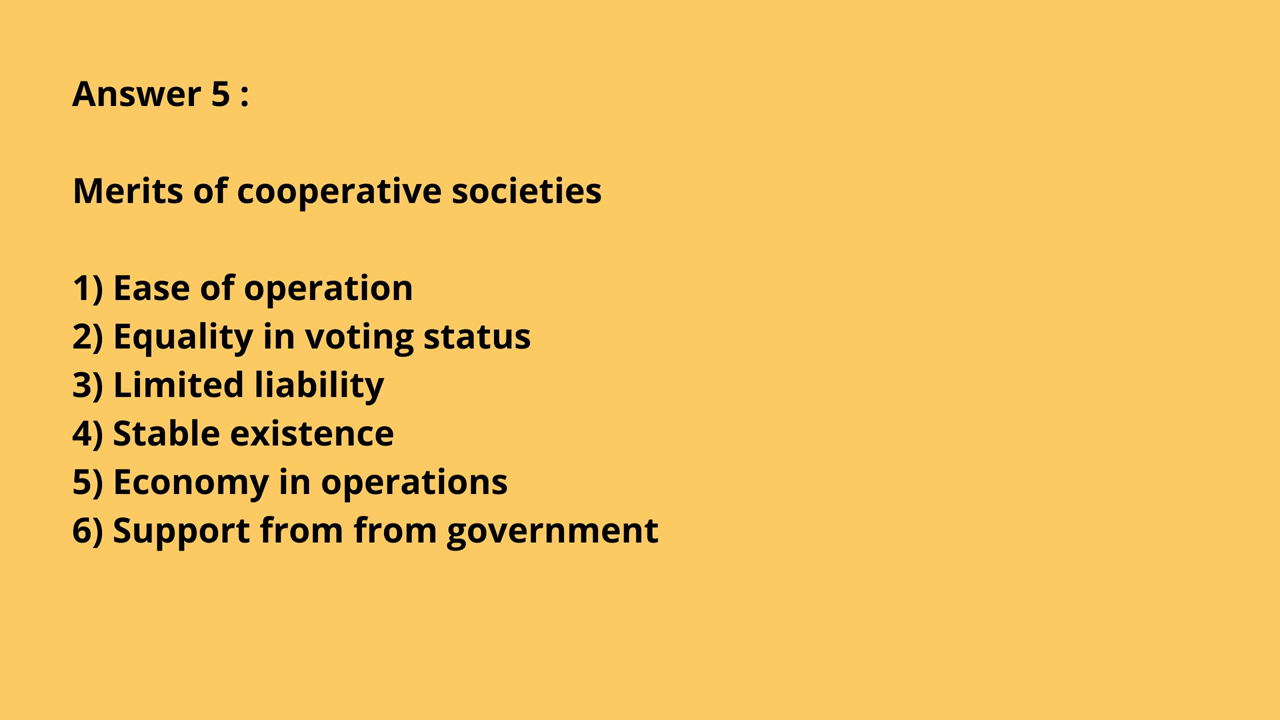 Answer 5 :
Merits of cooperative societies
1) Ease of operation
2) Equality in voting status
3) Limited liability
4) Stable existence
5) Economy in operations
6) Support from from government